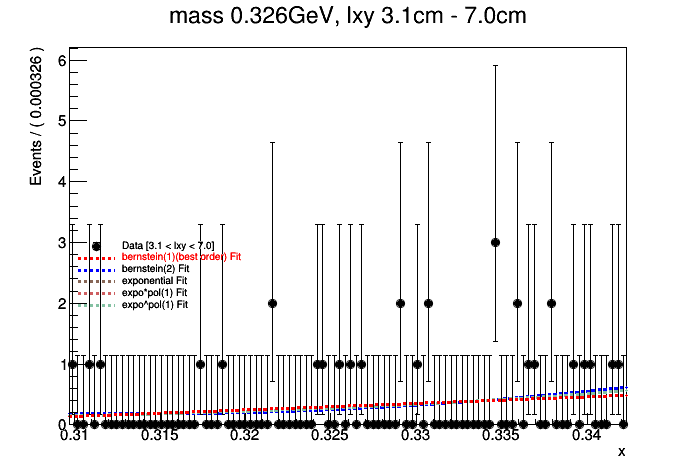 mass 0.326GeV, lxy 3.1cm - 7.0cm
Events / ( 0.000326 )
6
5
4
3
2
1
0
Data [3.1 < lxy < 7.0]
bernstein(1)(best order) Fit
bernstein(2) Fit
exponential Fit
expo*pol(1) Fit
expo^pol(1) Fit
0.31 0.315 0.32 0.325 0.33 0.335 0.34
x